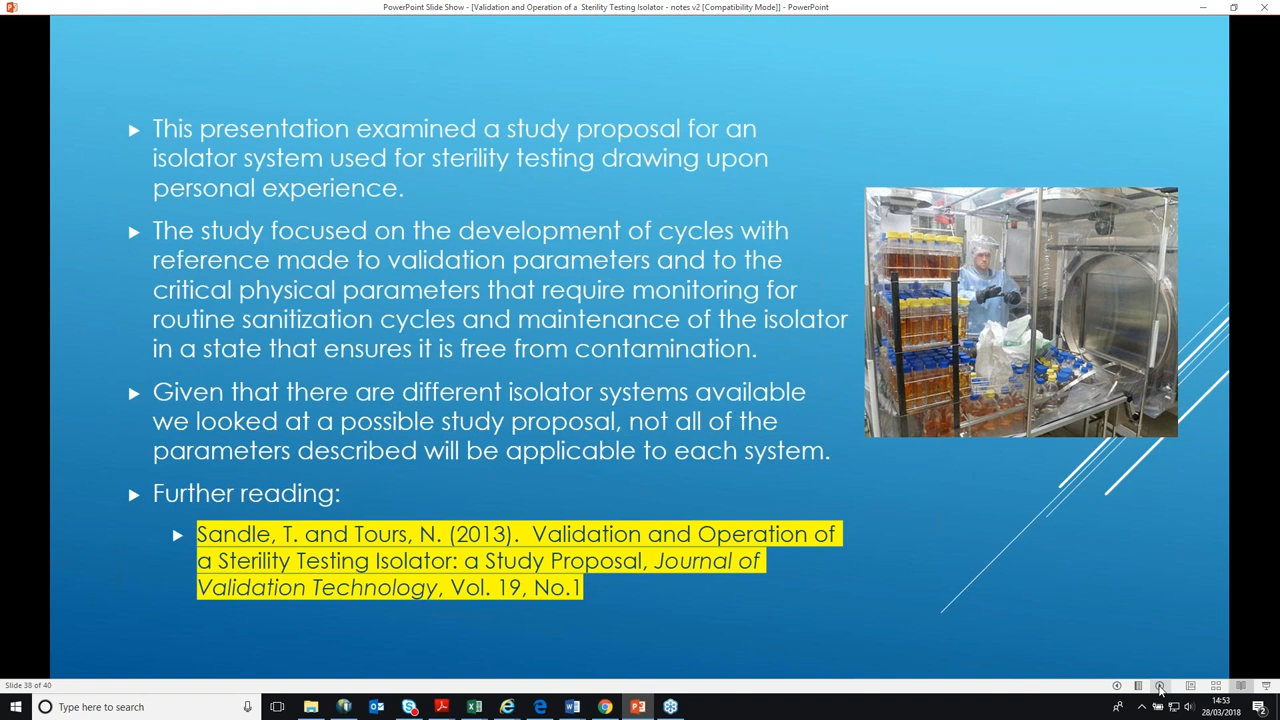 PowerPoint Slide Show - [Validation and Operation of a  Sterility Testing Isolator - notes v2 [Compatibility Mode]] - PowerPoint
This presentation examined a study proposal for an
isolator system used for sterility testing drawing upon
personal experience.
The study focused on the development of cycles with
reference made to validation parameters and to the
critical physical parameters that require monitoring for
routine sanitization cycles and maintenance of the isolator
in a state that ensures it is free from contamination.
Given that there are different isolator systems available
we looked at a possible study proposal, not all of the
parameters described will be applicable to each system.
Further reading:
Sandle, T. and Tours, N. (2013).  Validation and Operation of
a Sterility Testing Isolator: a Study Proposal, Journal of
Validation Technology, Vol. 19, No.1
Slide 38 of 40
Type here to search
14:53
28/03/2018
2